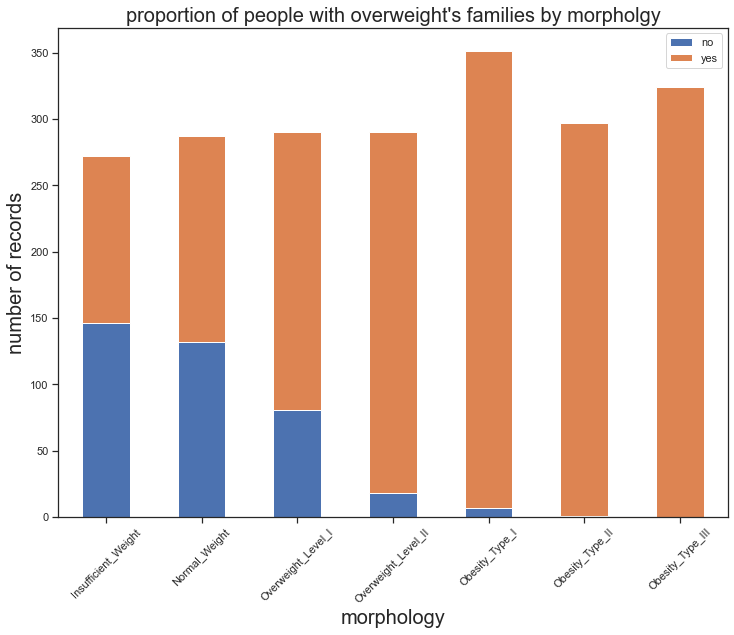 proportion of people with overweight's families by morpholgy
no
yes
350
300
250
200
150
100
50
0
number of records
Insufficient_Weight
Normal_Weight
Overweight_Level_I
Overweight_Level_II
Obesity_Type_I
Obesity_Type_II
Obesity_Type_III
morphology